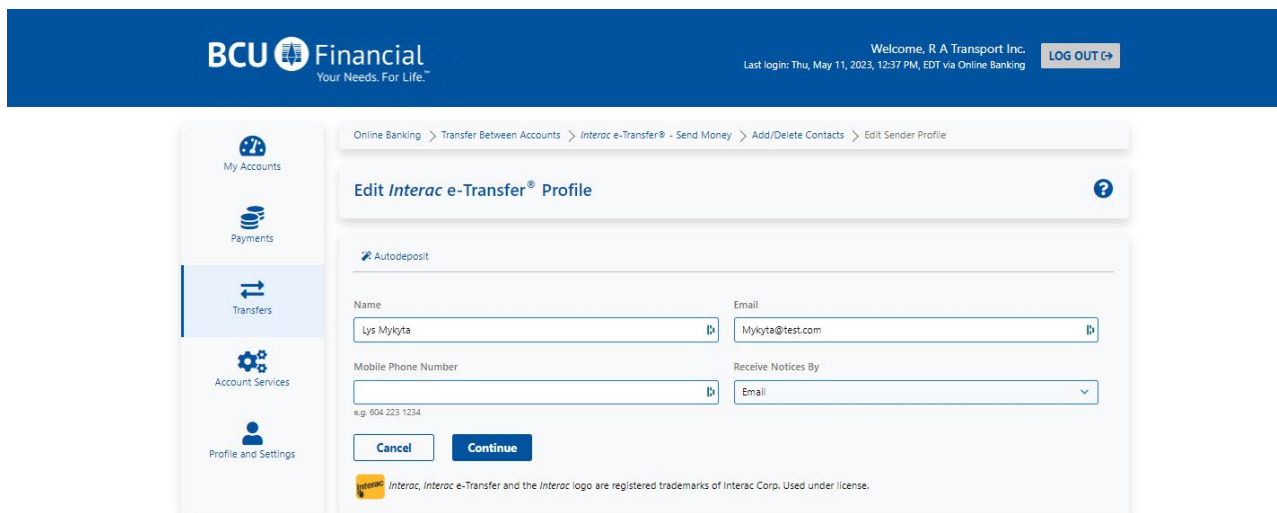 BCU Financial
Your Needs. For Life.™
Welcome, R A Transport Inc.
Last login: Thu, May 11, 2023, 12:37 PM, EDT via Online Banking
LOG OUT
My Accounts
Payments
Transfers
Account Services
Profile and Settings
Online Banking > Transfer Between Accounts > Interac e-Transfer® - Send Money > Add/Delete Contacts > Edit Sender Profile
Edit Interac e-Transfer® Profile
?
Autodeposit
Name
Lys Mykyta
Email
Mykyta@test.com
Mobile Phone Number
e.g. 604 223 1234
Receive Notices By
Email
Cancel
Continue
Interac
Interac, Interac e-Transfer and the Interac logo are registered trademarks of Interac Corp. Used under license.